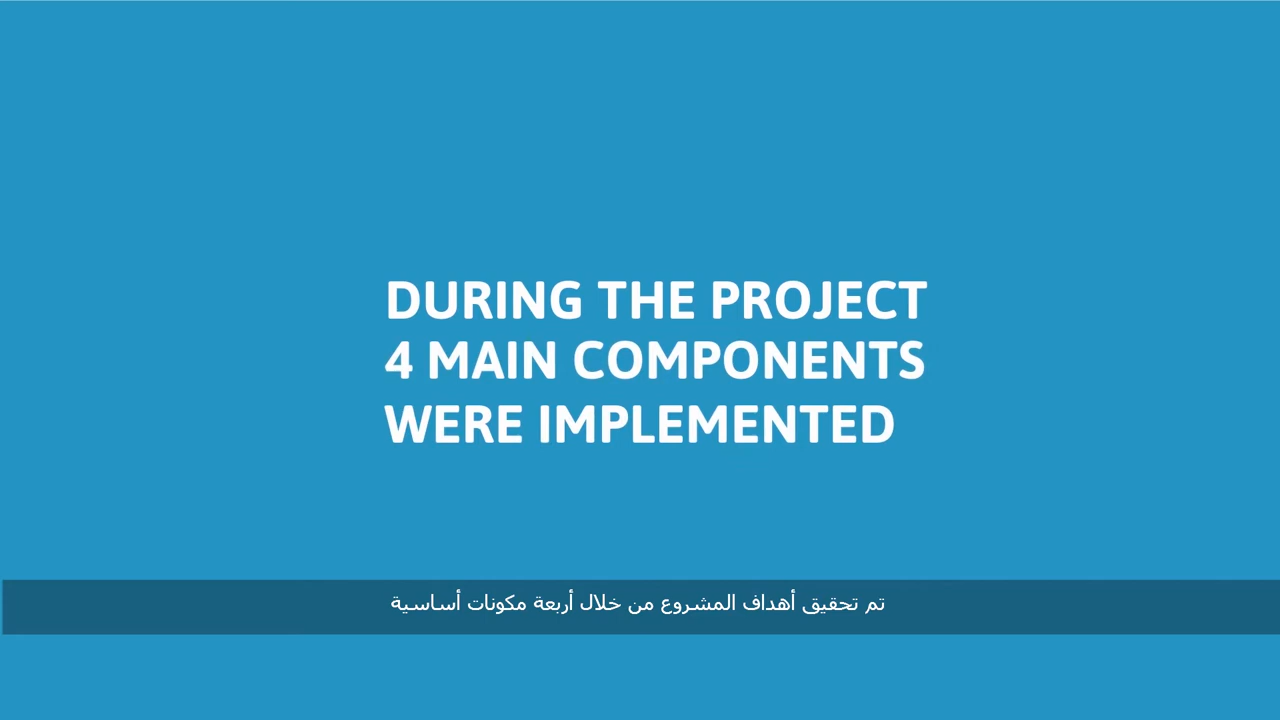 DURING THE PROJECT
4 MAIN COMPONENTS
WERE IMPLEMENTED
تم تحقيق أهداف المشروع من خلال أربعة مكونات أساسية